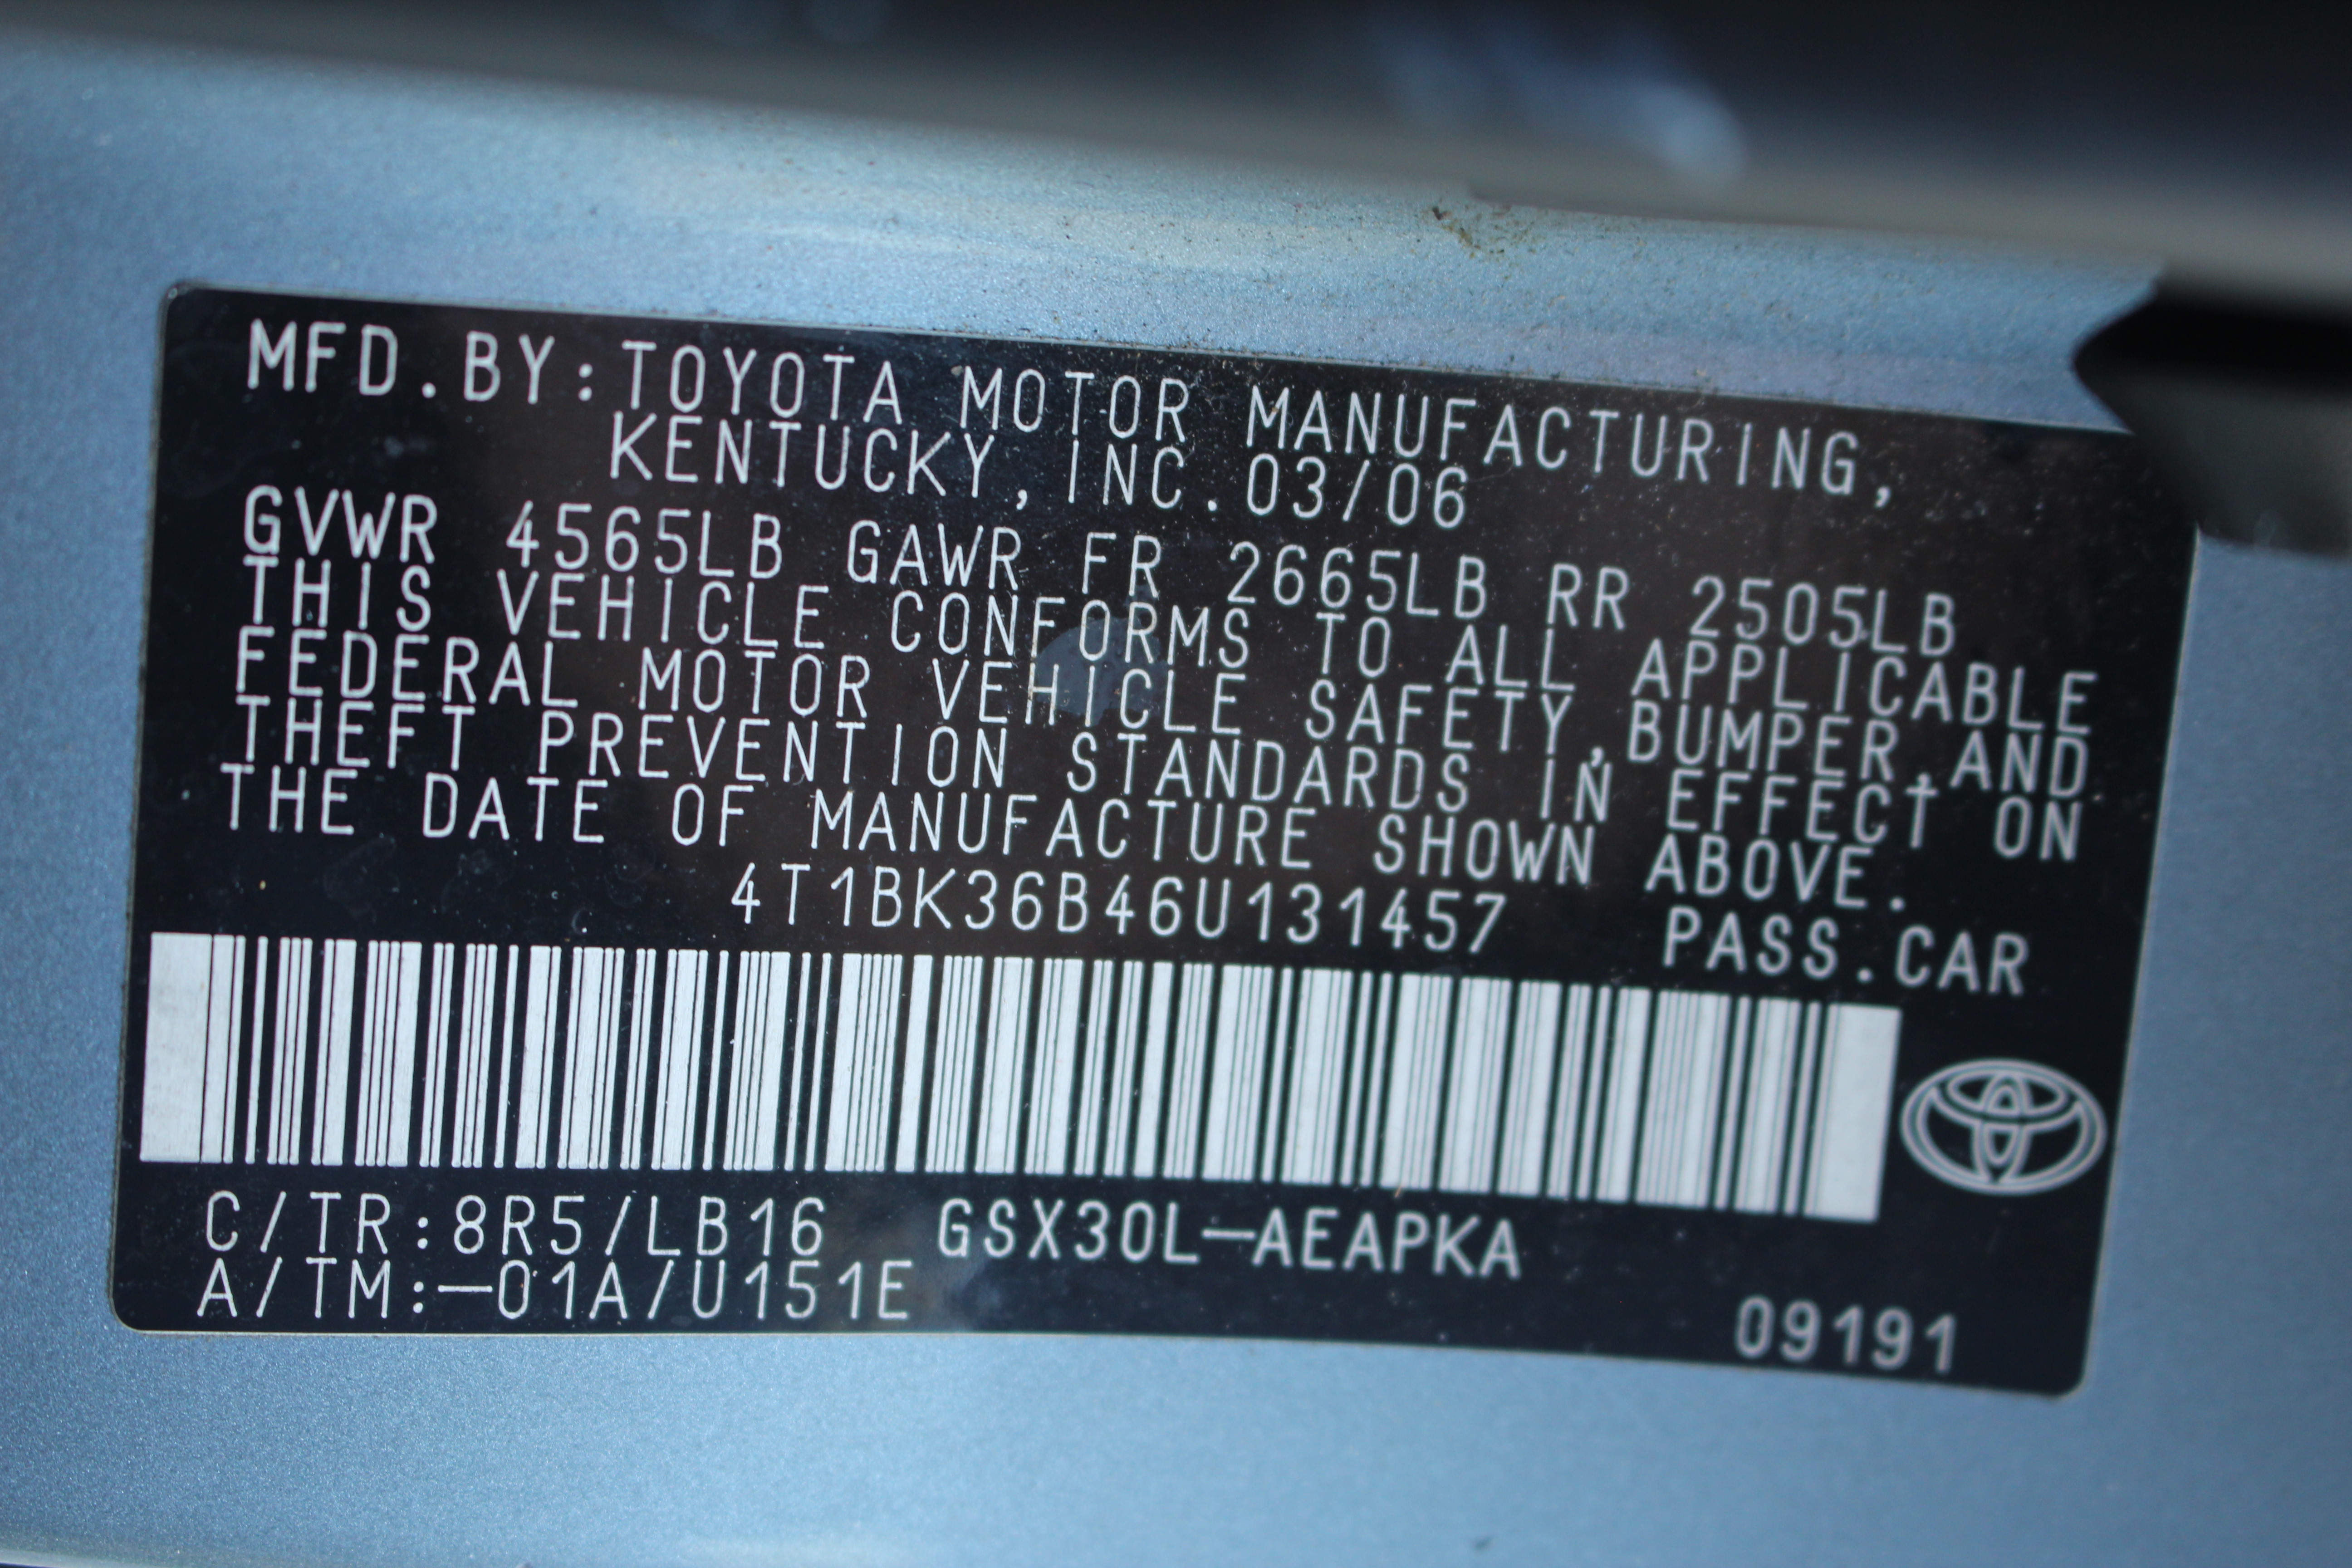 MFD.BY:TOYOTA MOTOR MANUFACTURING,
KENTUCKY,INC.03/06
GVWR 4565LB GAWR FR 2665LB RR 2505LB
THIS VEHICLE CONFORMS TO ALL APPLICABLE
FEDERAL MOTOR VEHICLE SAFETY,BUMPER,AND
THEFT PREVENTION STANDARDS IN EFFECT ON
THE DATE OF MANUFACTURE SHOWN ABOVE.
4T1BK36B46U131457 PASS.CAR
C/TR:8R5/LB16 GSX30L-AEAPKA
A/TM:-01A/U151E
09191